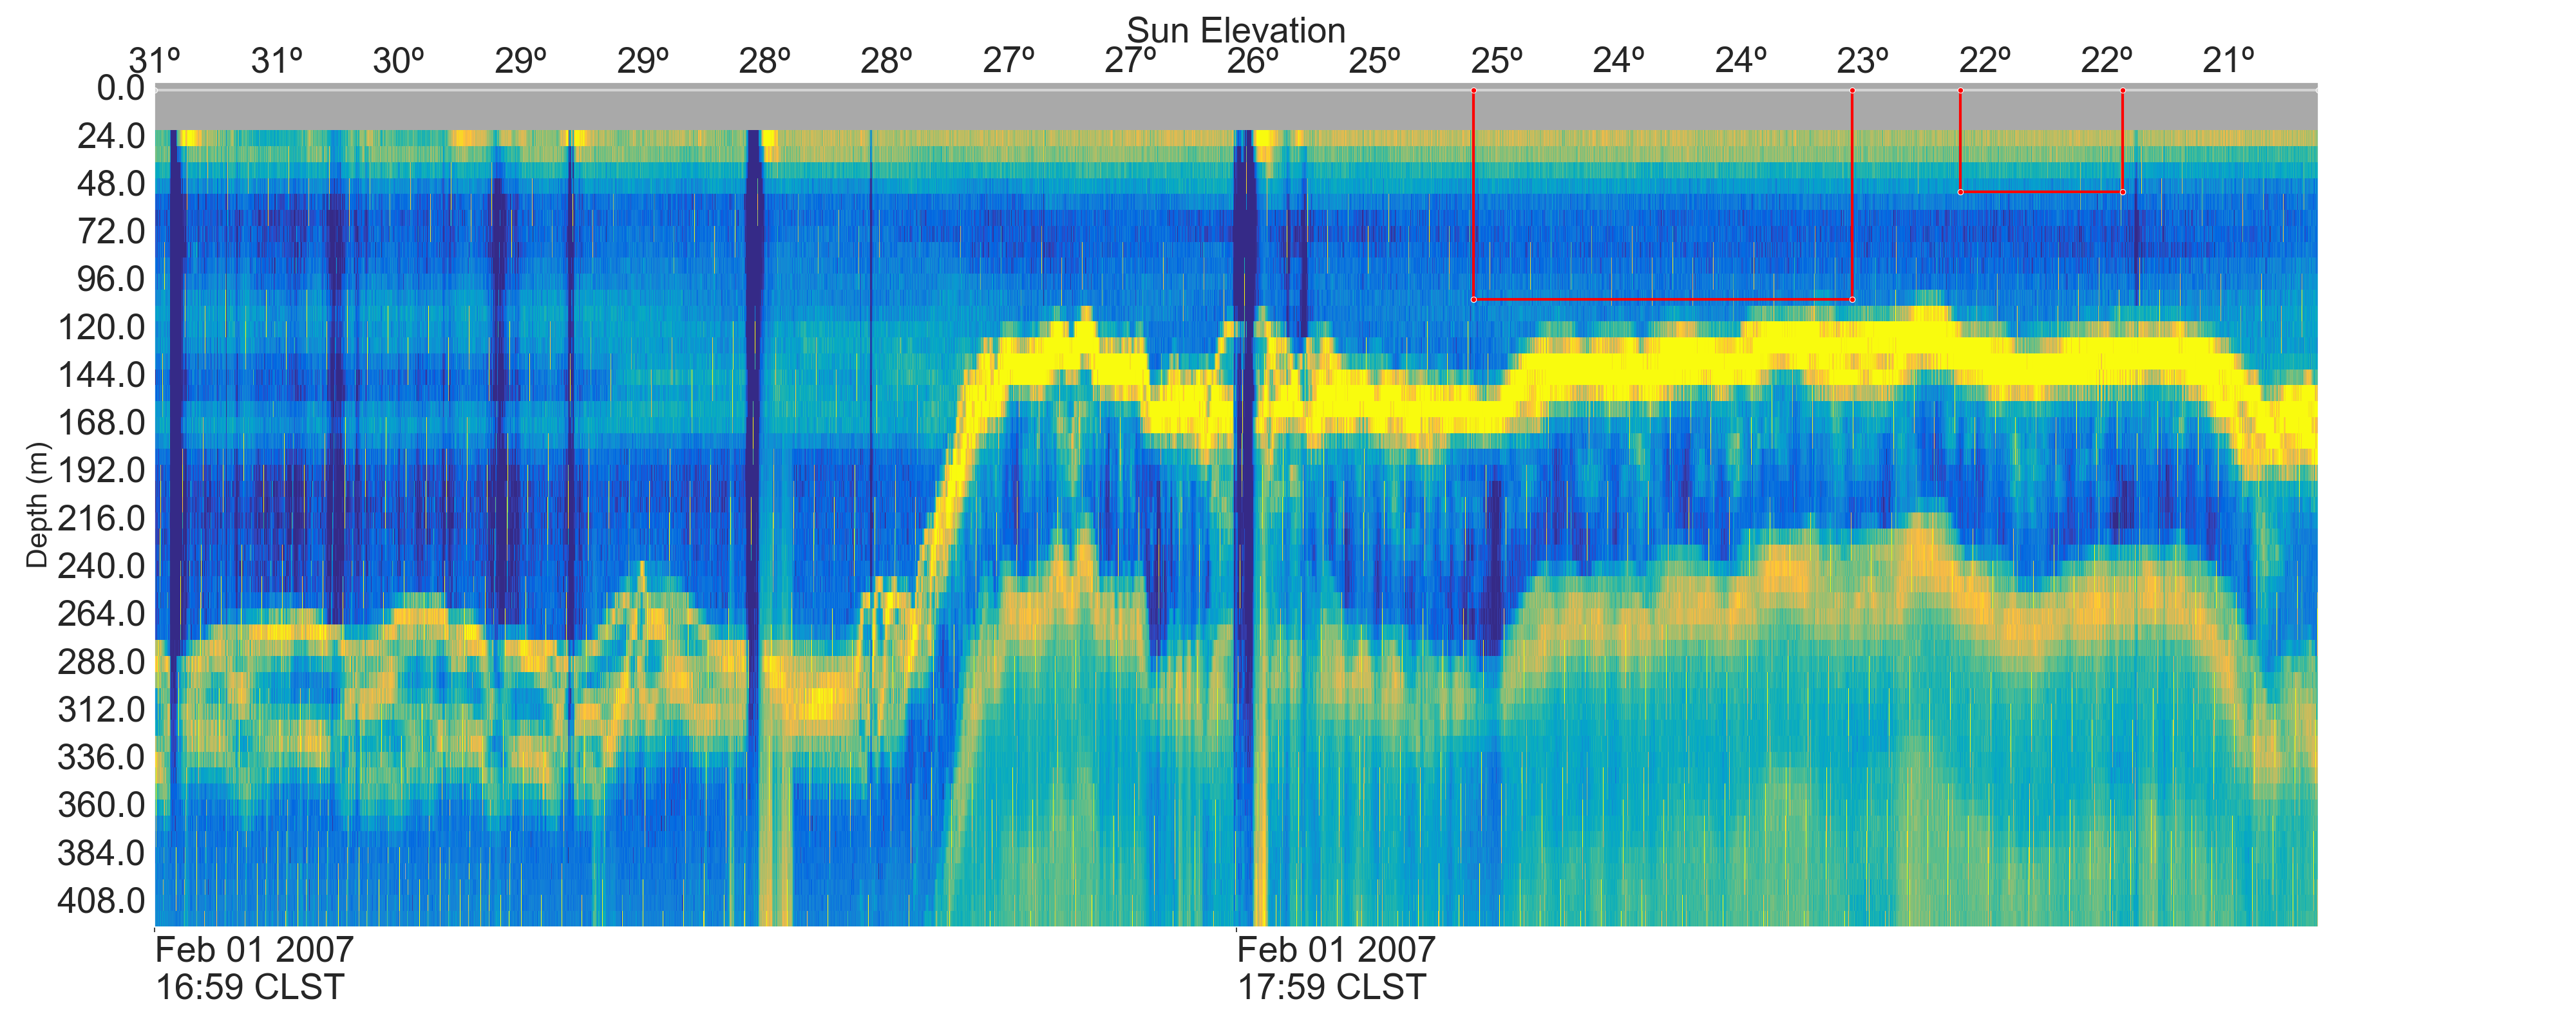 Sun Elevation
31º 31º 30º 29º 29º 28º 28º 27º 27º 26º 25º 25º 24º 24º 23º 22º 22º 21º
0.0
24.0
48.0
72.0
96.0
120.0
144.0
168.0
192.0
216.0
240.0
264.0
288.0
312.0
336.0
360.0
384.0
408.0
Depth (m)
Feb 01 2007
16:59 CLST
Feb 01 2007
17:59 CLST